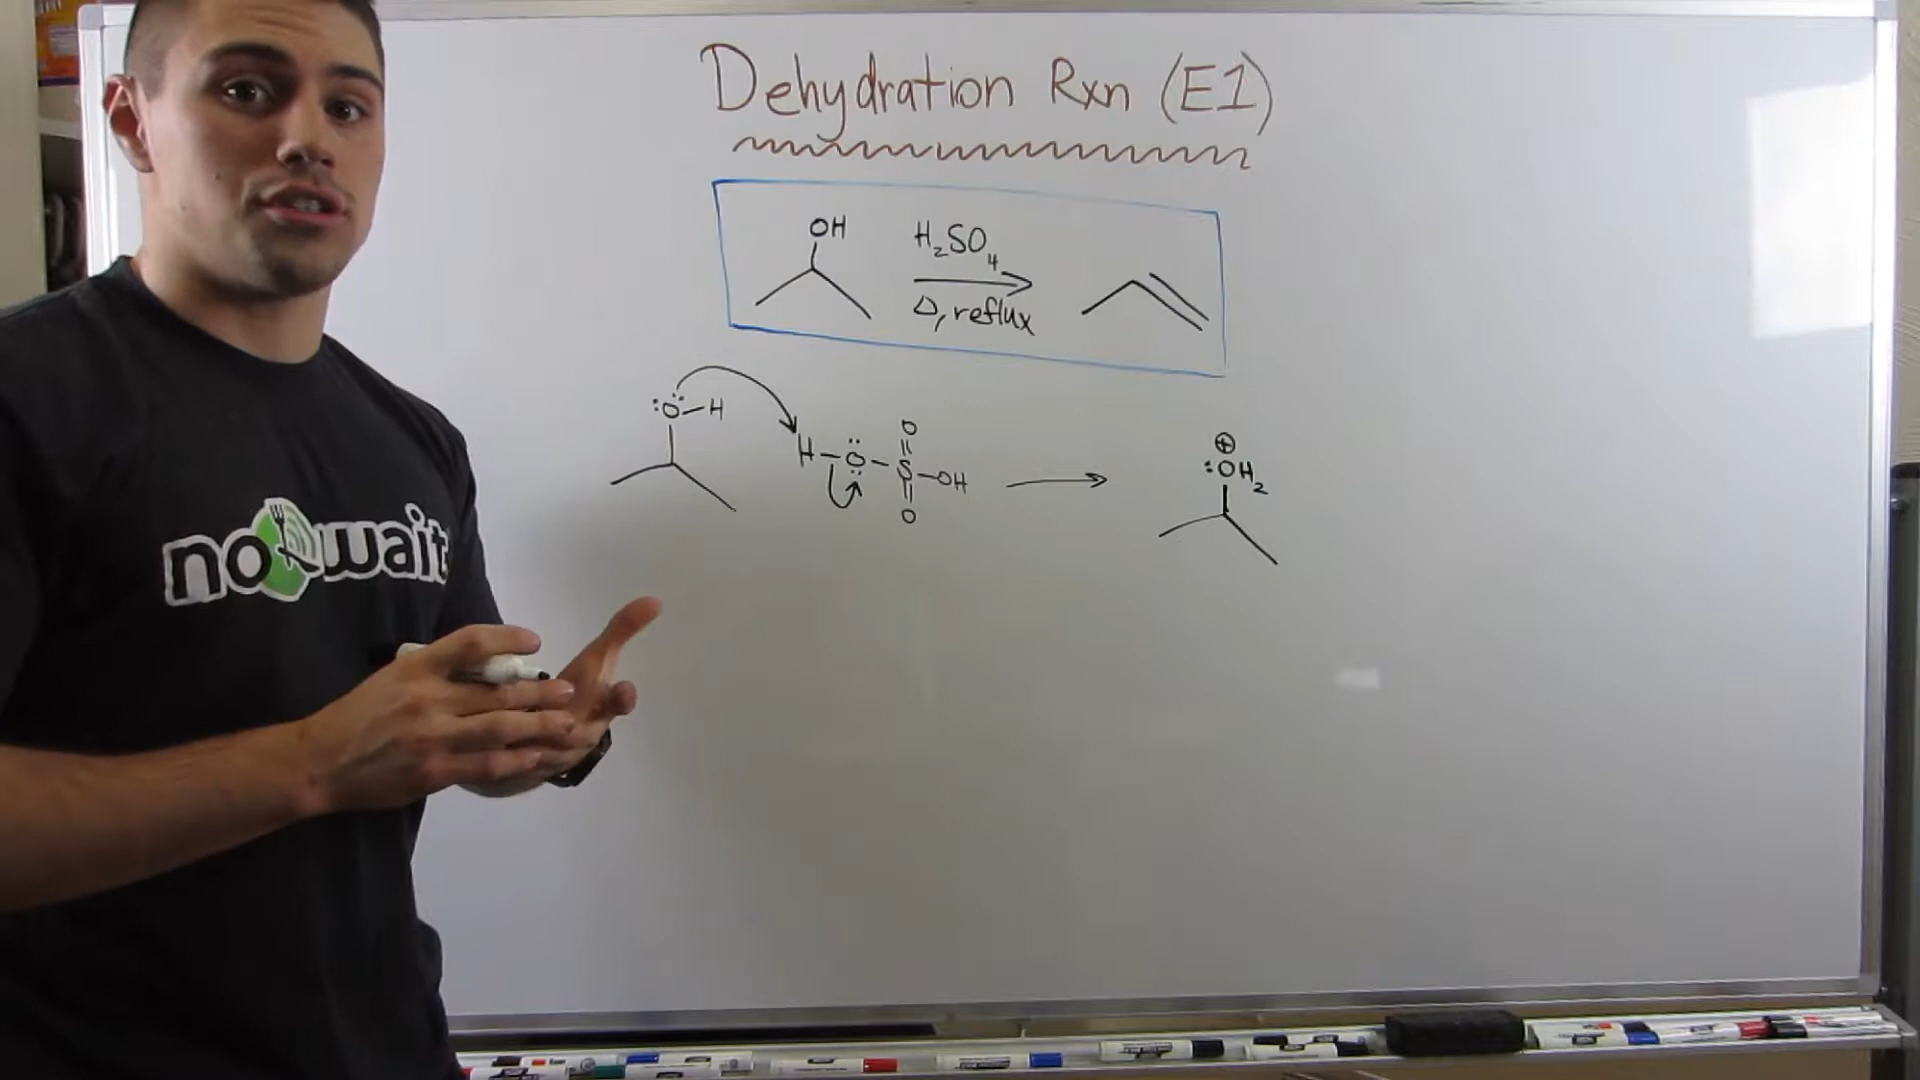 Dehydration Rxn (E1)
OH
H₂SO₄
Δ, reflux
:Ö-H
H-Ö-S-OH
O
O
⊕
:OH₂
nowait